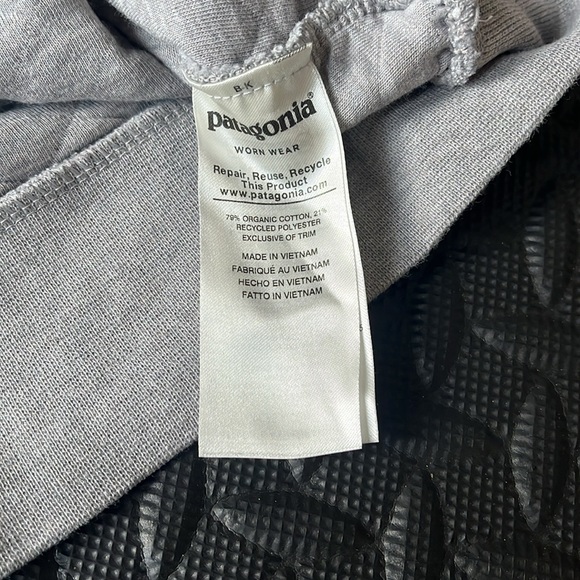 BK
patagonia®
WORN WEAR
Repair, Reuse, Recycle
This Product
www.patagonia.com
79% ORGANIC COTTON, 21%
RECYCLED POLYESTER
EXCLUSIVE OF TRIM
MADE IN VIETNAM
FABRIQUÉ AU VIETNAM
HECHO EN VIETNAM
FATTO IN VIETNAM